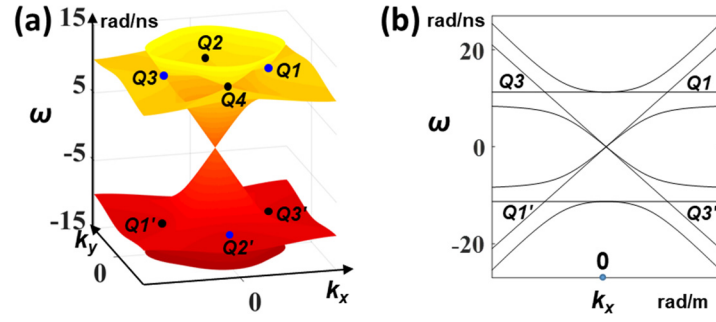 (a)
15
rad/ns
5
ω
-5
-15
k_y
0
0
k_x
Q2
Q3
Q1
Q4
Q1'
Q3'
Q2'
(b)
rad/ns
20
0
-20
ω
Q3
Q1
Q1'
Q3'
0
k_x
rad/m